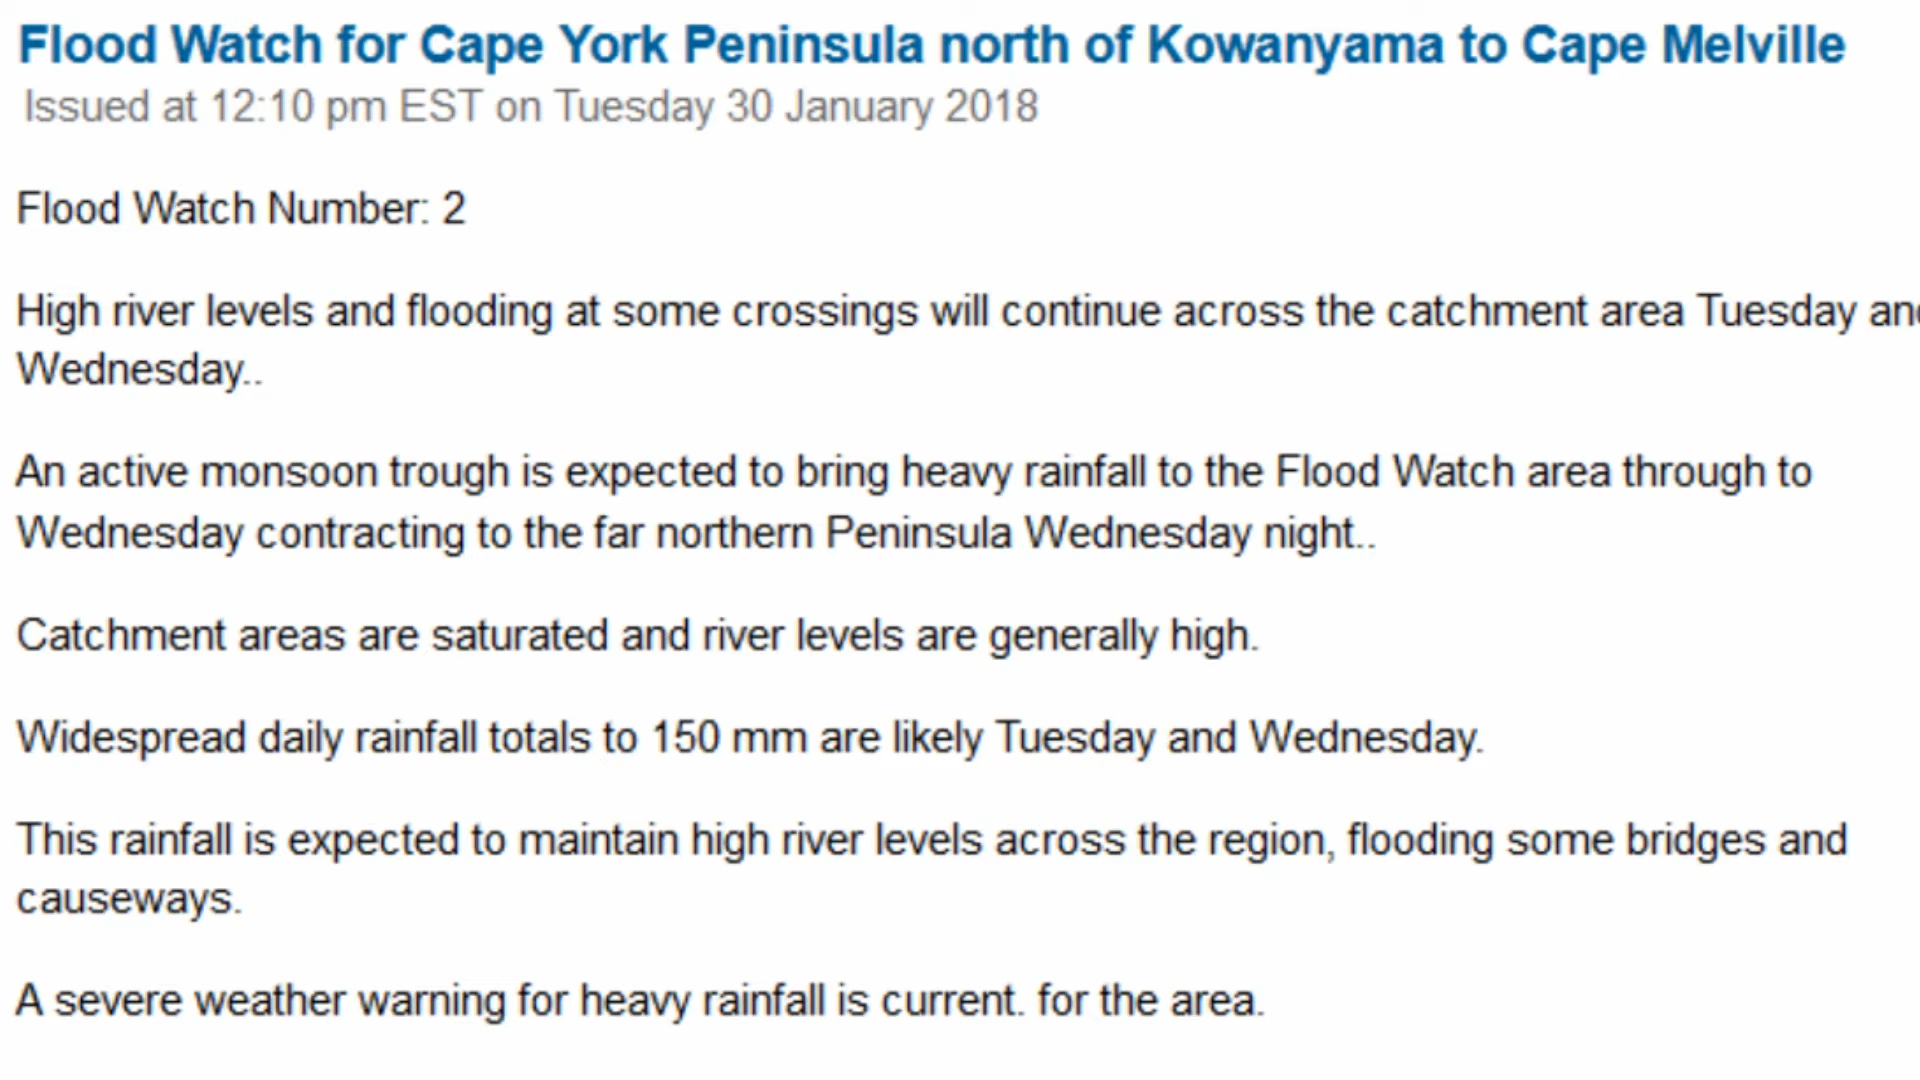 Flood Watch for Cape York Peninsula north of Kowanyama to Cape Melville
Issued at 12:10 pm EST on Tuesday 30 January 2018
Flood Watch Number: 2
High river levels and flooding at some crossings will continue across the catchment area Tuesday and
Wednesday..
An active monsoon trough is expected to bring heavy rainfall to the Flood Watch area through to
Wednesday contracting to the far northern Peninsula Wednesday night..
Catchment areas are saturated and river levels are generally high.
Widespread daily rainfall totals to 150 mm are likely Tuesday and Wednesday.
This rainfall is expected to maintain high river levels across the region, flooding some bridges and
causeways.
A severe weather warning for heavy rainfall is current. for the area.